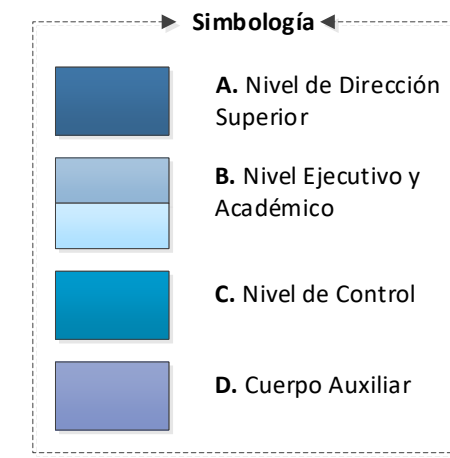 Simbología
A. Nivel de Dirección
Superior
B. Nivel Ejecutivo y
Académico
C. Nivel de Control
D. Cuerpo Auxiliar